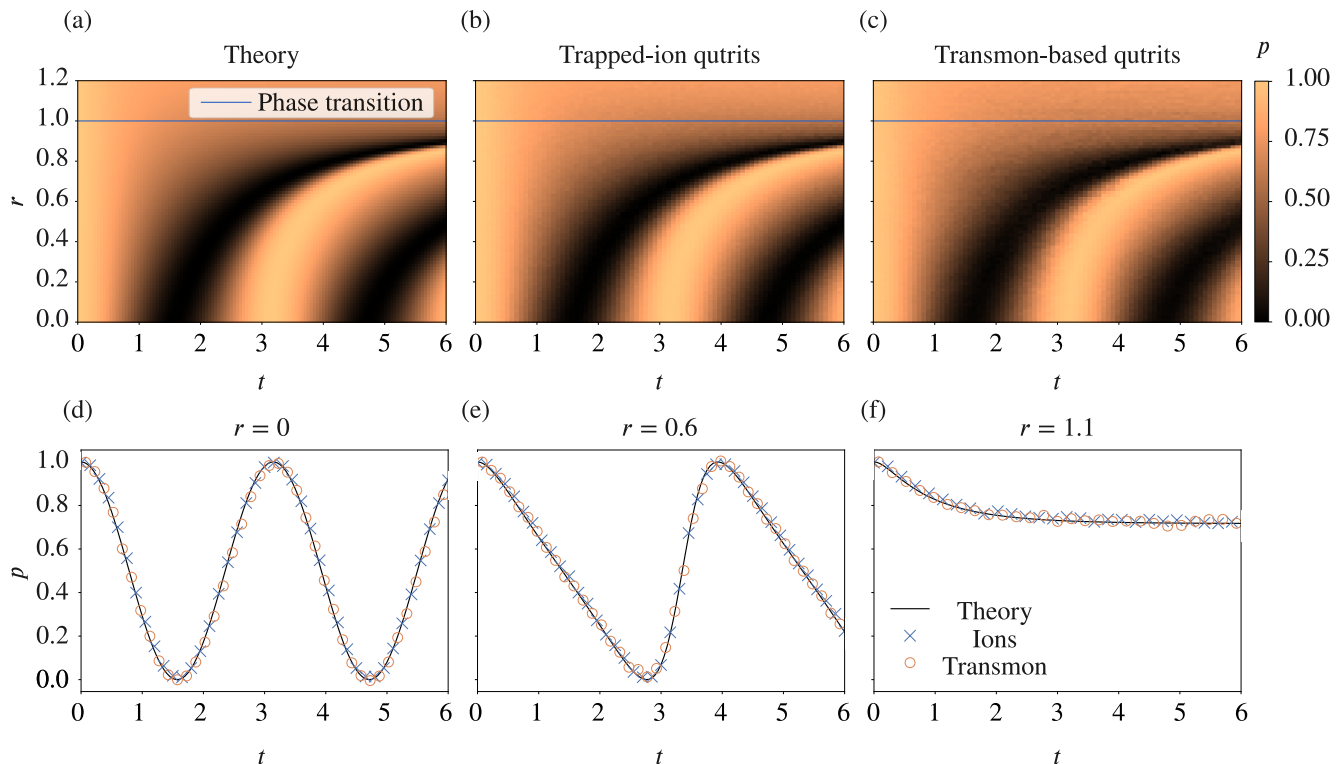 (a)
(b)
(c)
Theory
Trapped-ion qutrits
Transmon-based qutrits
p
Phase transition
r
1.2
1.0
0.8
0.6
0.4
0.2
0.0
0 1 2 3 4 5 6
0 1 2 3 4 5 6
0 1 2 3 4 5 6
t
t
t
1.00
0.75
0.50
0.25
0.00
(d)
(e)
(f)
r = 0
r = 0.6
r = 1.1
p
1.0
0.8
0.6
0.4
0.2
0.0
Theory
Ions
Transmon
0 1 2 3 4 5 6
0 1 2 3 4 5 6
0 1 2 3 4 5 6
t
t
t